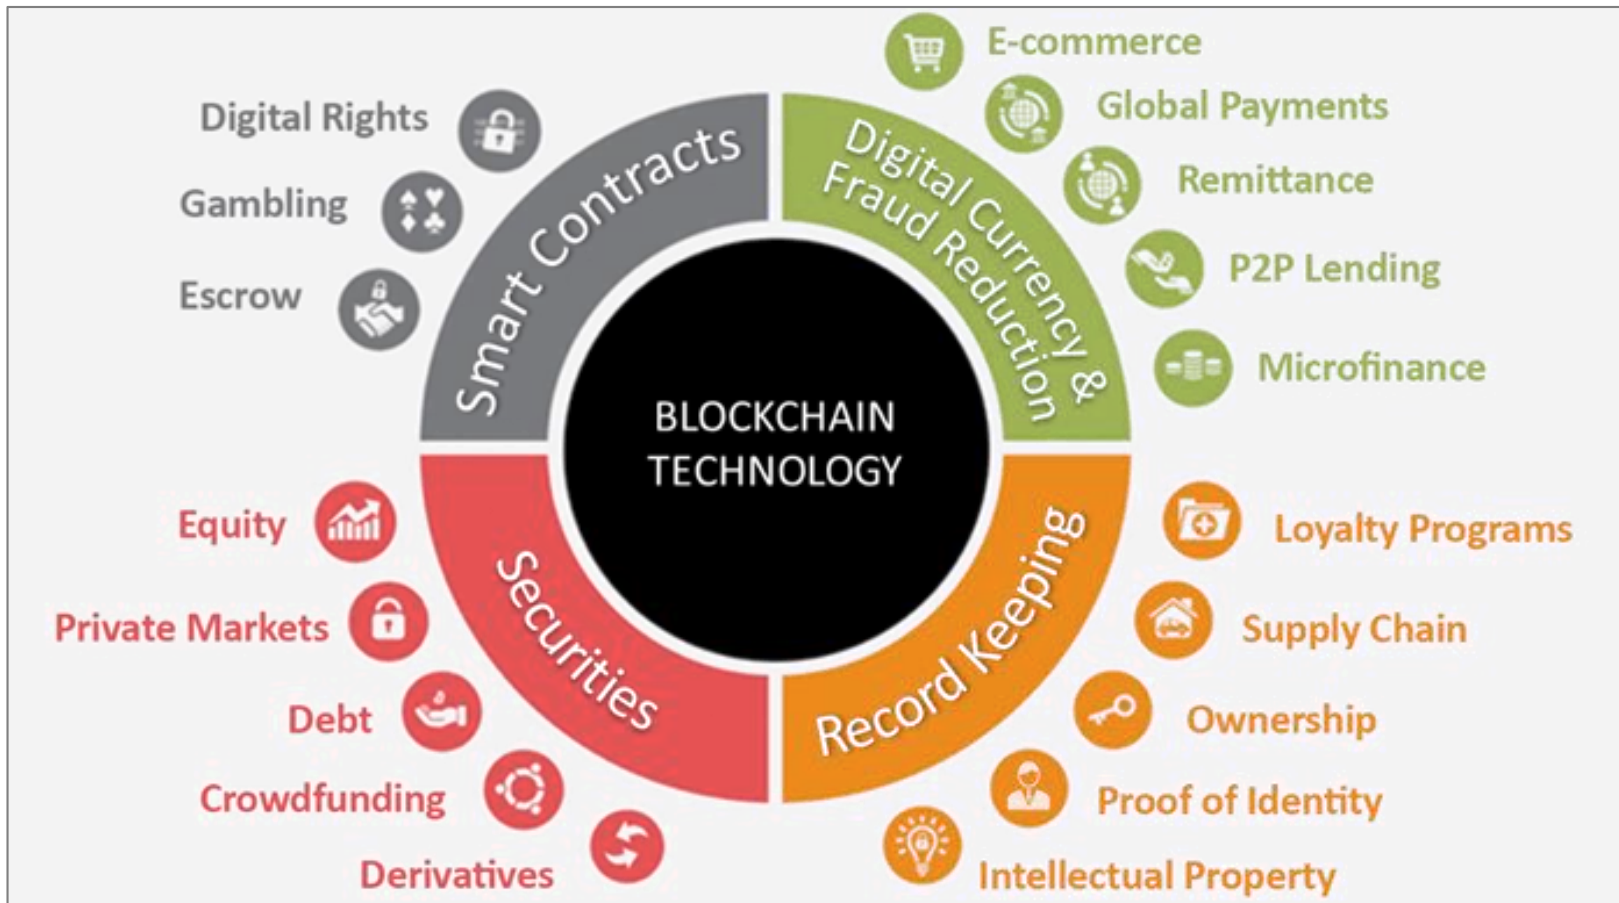 Digital Rights
Gambling
Escrow
Smart Contracts
E-commerce
Global Payments
Remittance
P2P Lending
Microfinance
Digital Currency &
Fraud Reduction
BLOCKCHAIN
TECHNOLOGY
Equity
Private Markets
Debt
Crowdfunding
Derivatives
Securities
Record Keeping
Loyalty Programs
Supply Chain
Ownership
Proof of Identity
Intellectual Property